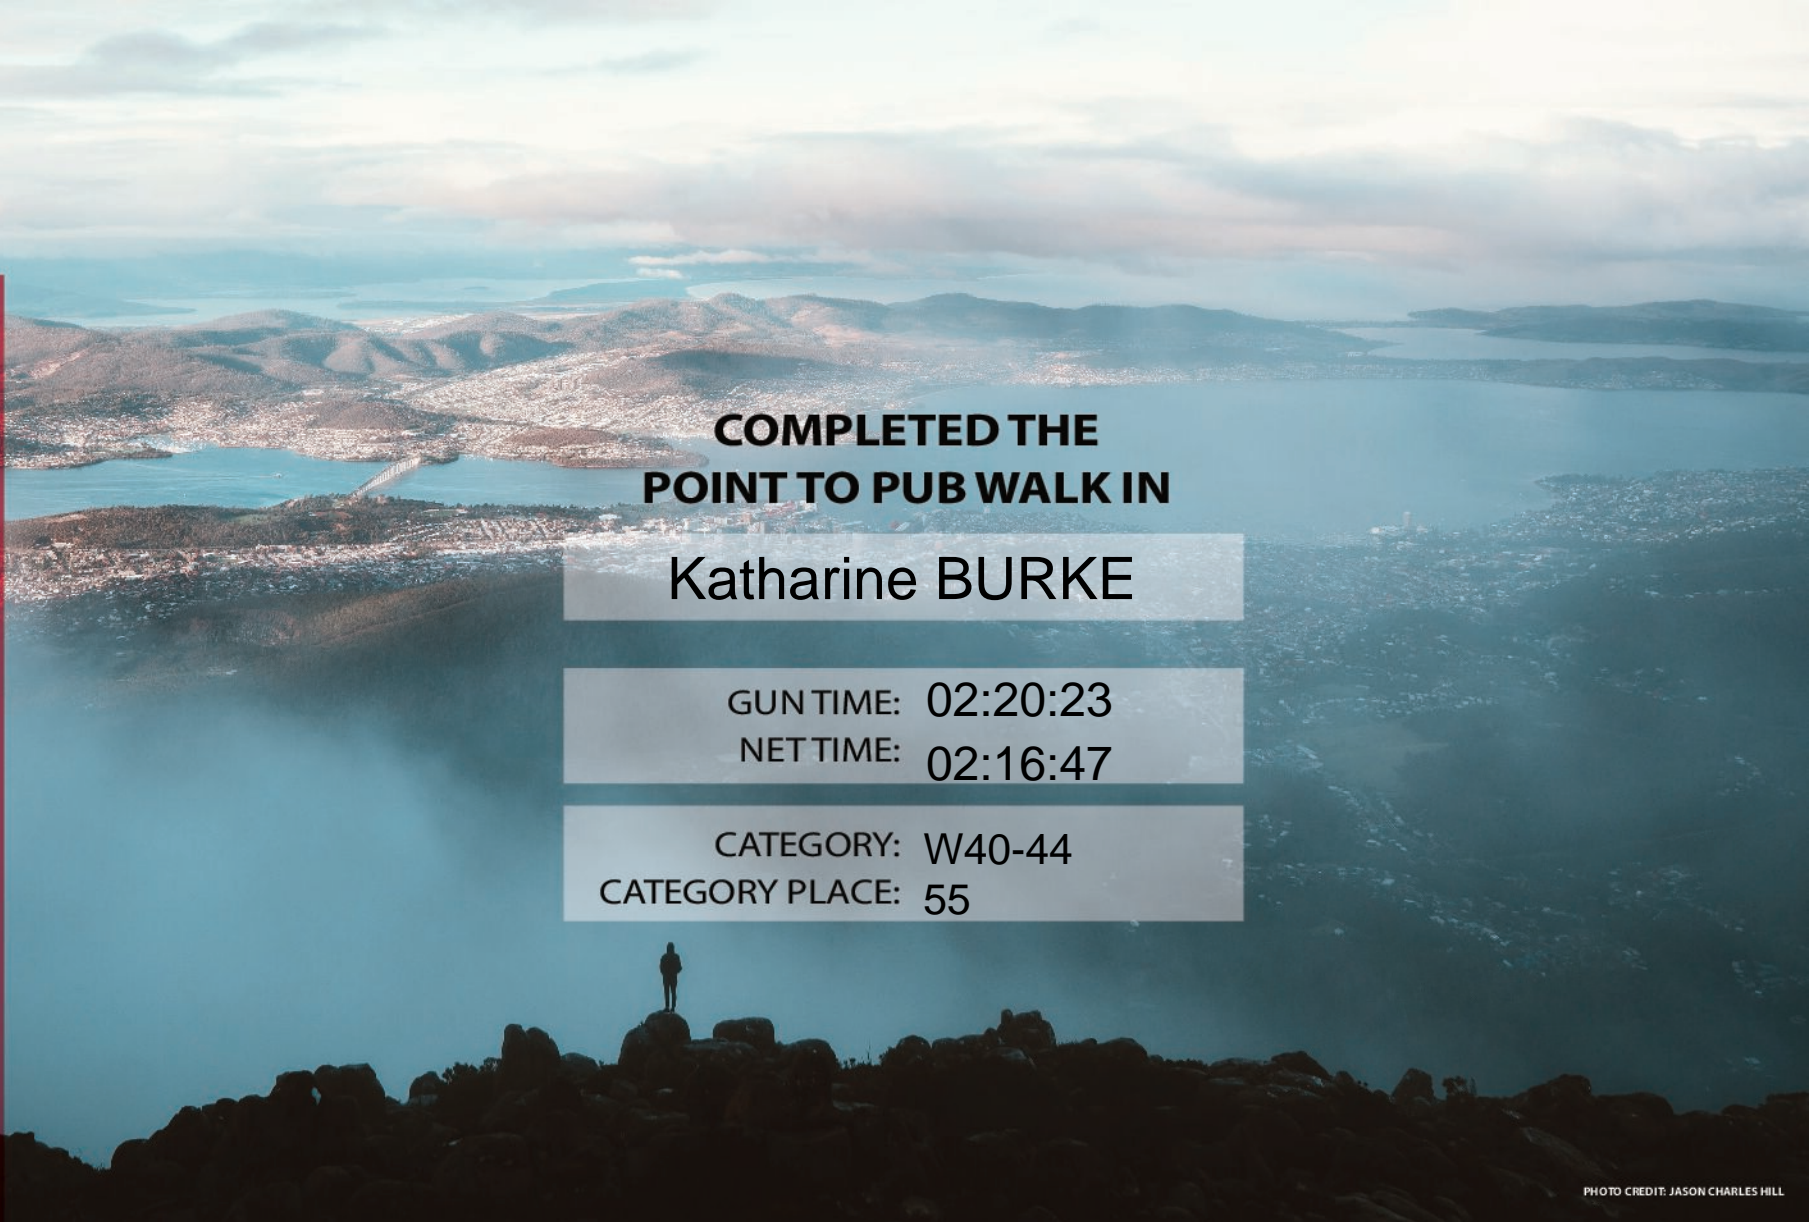 COMPLETED THE
POINT TO PUB WALK IN
Katharine BURKE
GUN TIME: 02:20:23
NET TIME: 02:16:47
CATEGORY: W40-44
CATEGORY PLACE: 55
PHOTO CREDIT: JASON CHARLES HILL